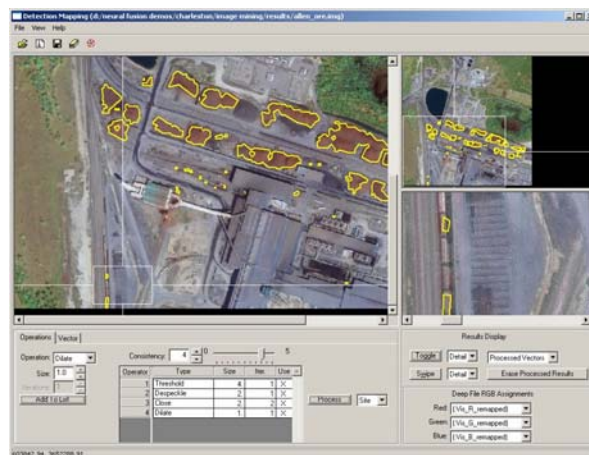 Detection Mapping (d:/neural fusion demos/charleston/image mining/results/allen_ore.img)
File View Help
Operations Vector
Operation: Dilate
Size: 1.0
Iterations: 1
Add To List
Consistency: 4 0 5
Operator Type Size Iter. Use
1 Threshold 4 1 X
2 Despeckle 2 1 X
3 Close 2 2 X
4 Dilate 1 1 X
Process Site
Results Display
Toggle Detail Processed Vectors
Swipe Detail Erase Processed Results
Deep File RGB Assignments
Red: (Vis_R_remapped)
Green: (Vis_G_remapped)
Blue: (Vis_B_remapped)